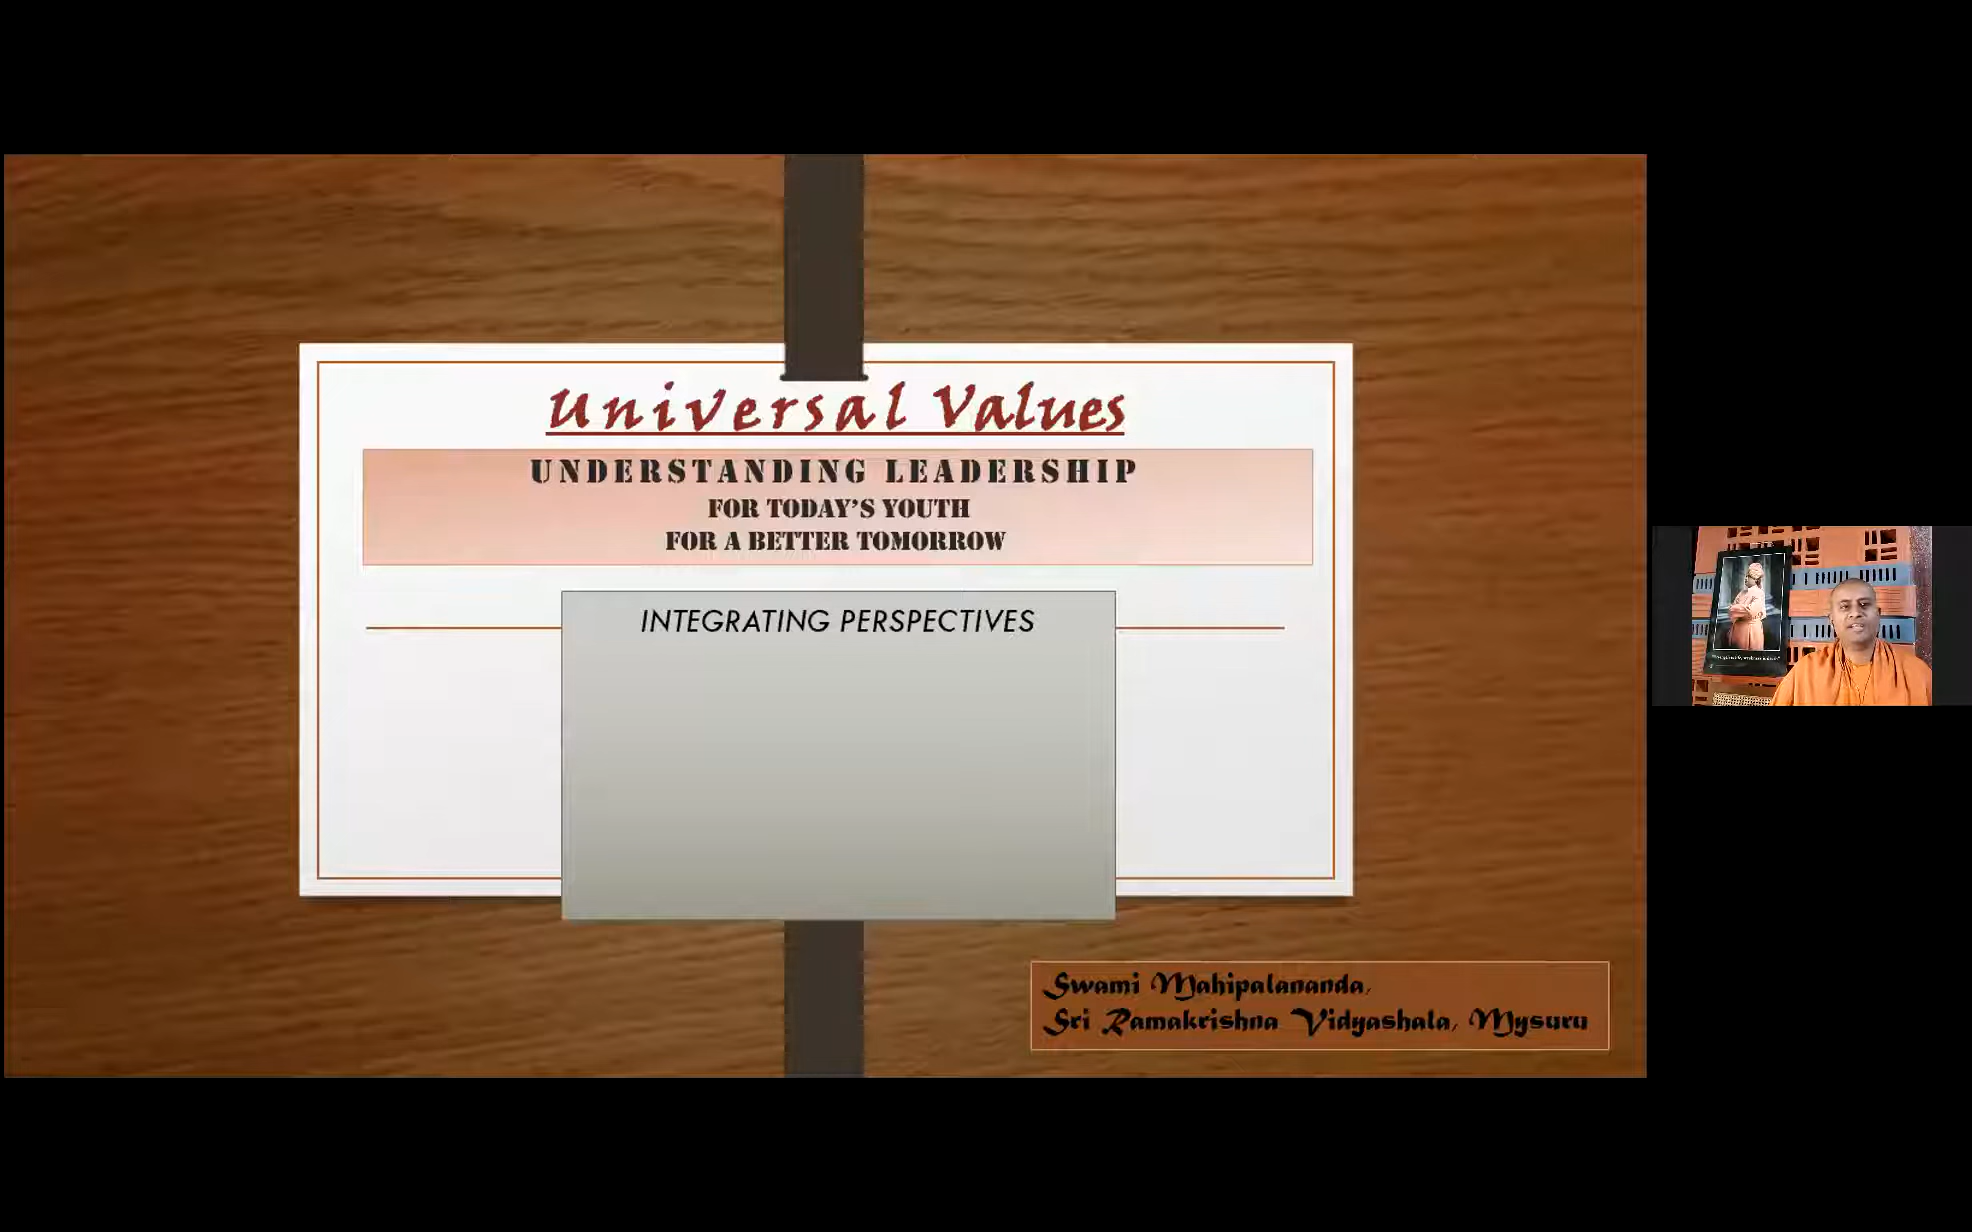 Universal Values
UNDERSTANDING LEADERSHIP
FOR TODAY’S YOUTH
FOR A BETTER TOMORROW
INTEGRATING PERSPECTIVES
Swami Mahipalananda,
Sri Ramakrishna Vidyashala, Mysuru